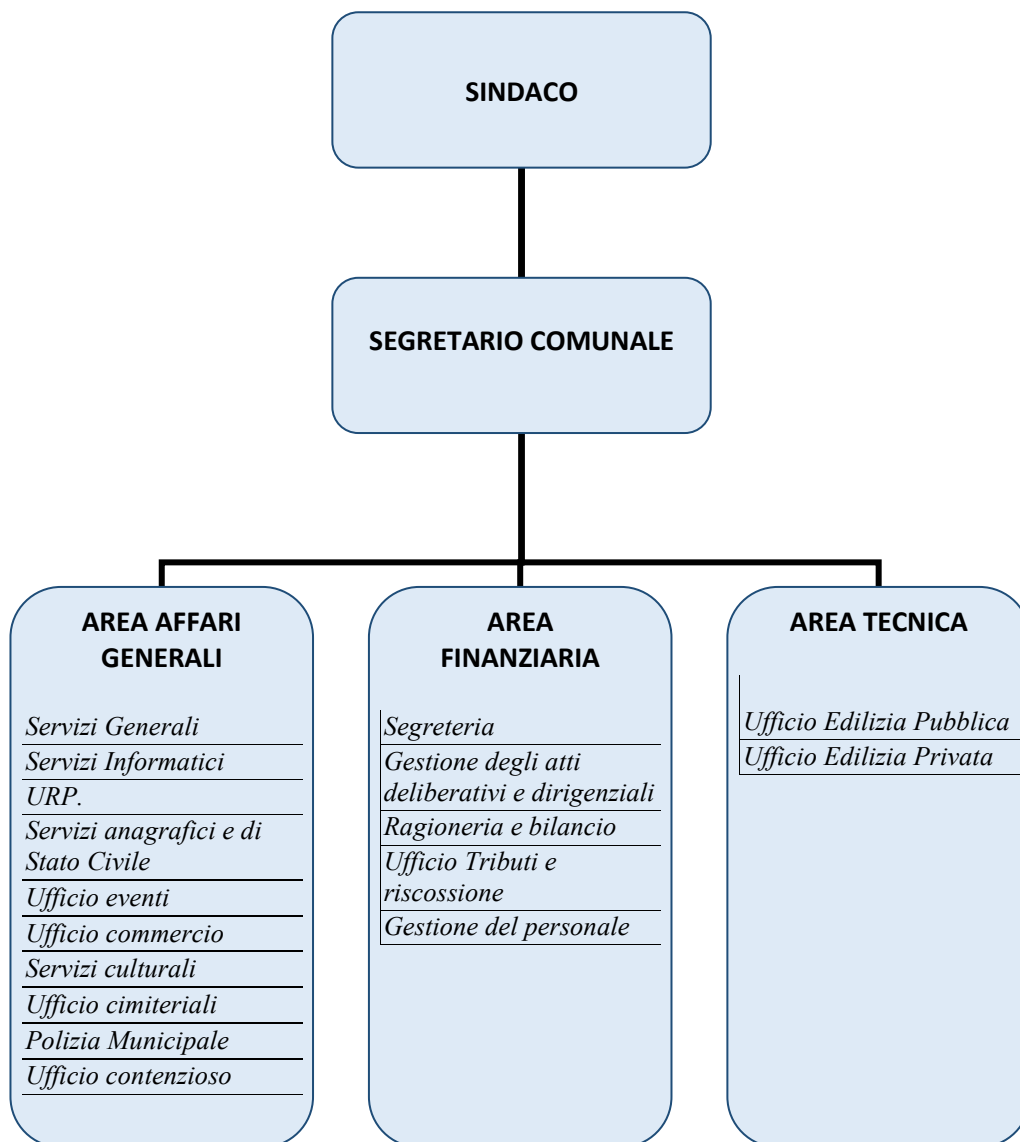 SINDACO
SEGRETARIO COMUNALE
AREA AFFARI
GENERALI
Servizi Generali
Servizi Informatici
URP.
Servizi anagrafici e di
Stato Civile
Ufficio eventi
Ufficio commercio
Servizi culturali
Ufficio cimiteriali
Polizia Municipale
Ufficio contenzioso
AREA
FINANZIARIA
Segreteria
Gestione degli atti
deliberativi e dirigenziali
Ragioneria e bilancio
Ufficio Tributi e
riscossione
Gestione del personale
AREA TECNICA
Ufficio Edilizia Pubblica
Ufficio Edilizia Privata